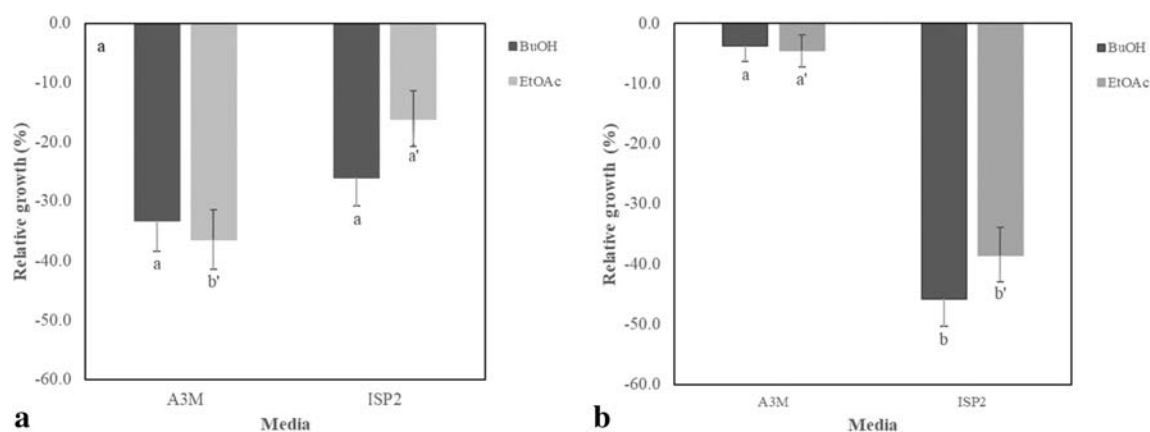 0.0
-10.0
-20.0
-30.0
-40.0
-50.0
-60.0
Relative growth (%)
a
a
b'
a
a'
BuOH
EtOAc
A3M ISP2
Media
a
0.0
-10.0
-20.0
-30.0
-40.0
-50.0
-60.0
Relative growth (%)
a
a'
b
b'
BuOH
EtOAc
A3M ISP2
Media
b